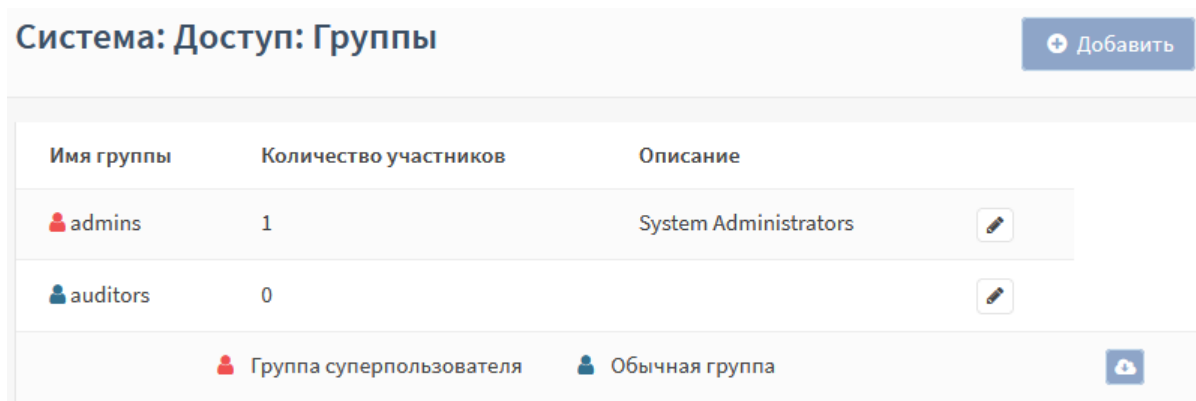 Система: Доступ: Группы
Добавить
Имя группы Количество участников Описание
admins 1 System Administrators
auditors 0
Группа суперпользователя Обычная группа